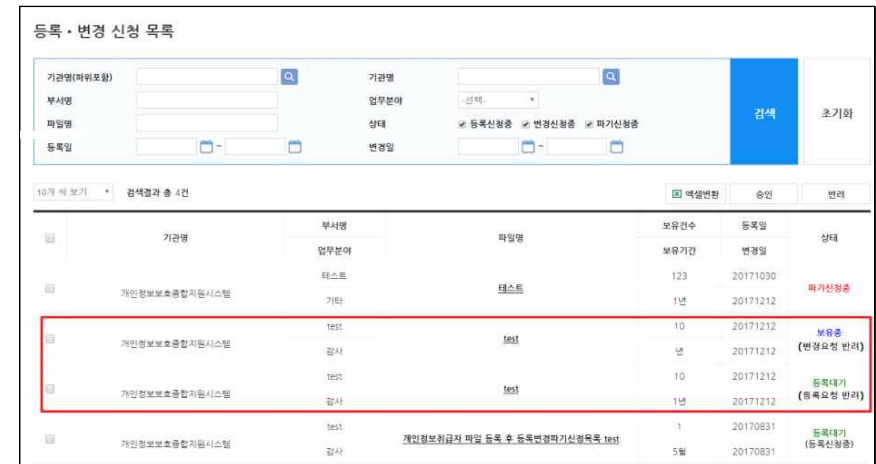 등록・변경 신청 목록
기관명(하위포함) 기관명
부서명 업무분야 -선택-
파일명 상태 등록신청중 변경신청중 파기신청중
등록일 ~ 변경일 ~
검색 초기화
10개 씩 보기 검색결과 총 4건 엑셀변환 승인 반려
기관명 부서명 파일명 보유건수 등록일 상태
업무분야 보유기간 변경일
테스트 123 20171030
개인정보보호종합지원시스템 테스트 파기신청중
기타 1년 20171212
test 10 20171212 보유중
개인정보보호종합지원시스템 test (변경요청 반려)
감사 년 20171212
test 10 20171212 등록대기
개인정보보호종합지원시스템 test (등록요청 반려)
감사 1년 20171212
test 1 20170831 등록대기
개인정보보호종합지원시스템 개인정보취급자 파일 등록 후 등록변경파기신청목록 test (등록신청중)
감사 5월 20170831